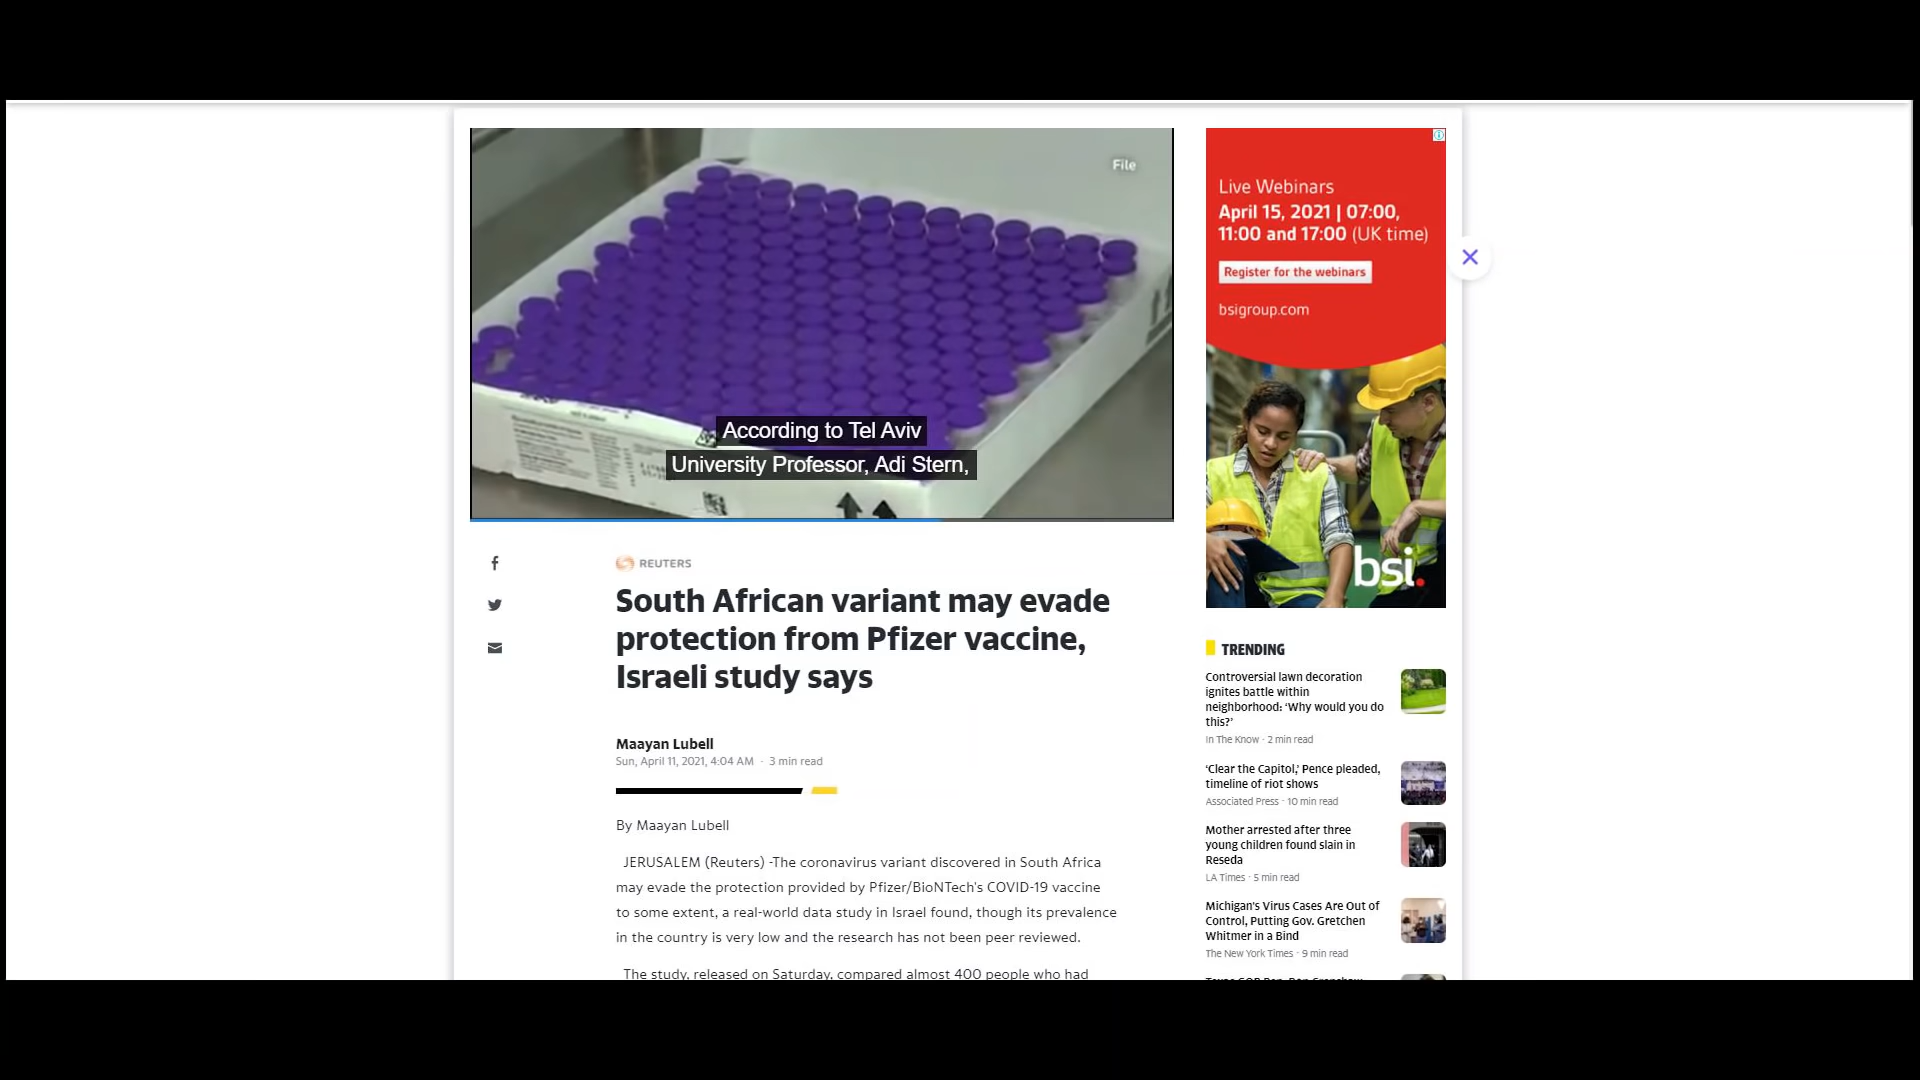 File
According to Tel Aviv
University Professor, Adi Stern,
REUTERS
South African variant may evade
protection from Pfizer vaccine,
Israeli study says
Maayan Lubell
Sun, April 11, 2021, 4:04 AM · 3 min read
By Maayan Lubell
JERUSALEM (Reuters) -The coronavirus variant discovered in South Africa
may evade the protection provided by Pfizer/BioNTech's COVID-19 vaccine
to some extent, a real-world data study in Israel found, though its prevalence
in the country is very low and the research has not been peer reviewed.
The study, released on Saturday, compared almost 400 people who had
Live Webinars
April 15, 2021 | 07:00,
11:00 and 17:00 (UK time)
Register for the webinars
bsigroup.com
bsi.
TRENDING
Controversial lawn decoration
ignites battle within
neighborhood: ‘Why would you do
this?’
In The Know · 2 min read
‘Clear the Capitol,’ Pence pleaded,
timeline of riot shows
Associated Press · 10 min read
Mother arrested after three
young children found slain in
Reseda
LA Times · 5 min read
Michigan's Virus Cases Are Out of
Control, Putting Gov. Gretchen
Whitmer in a Bind
The New York Times · 9 min read